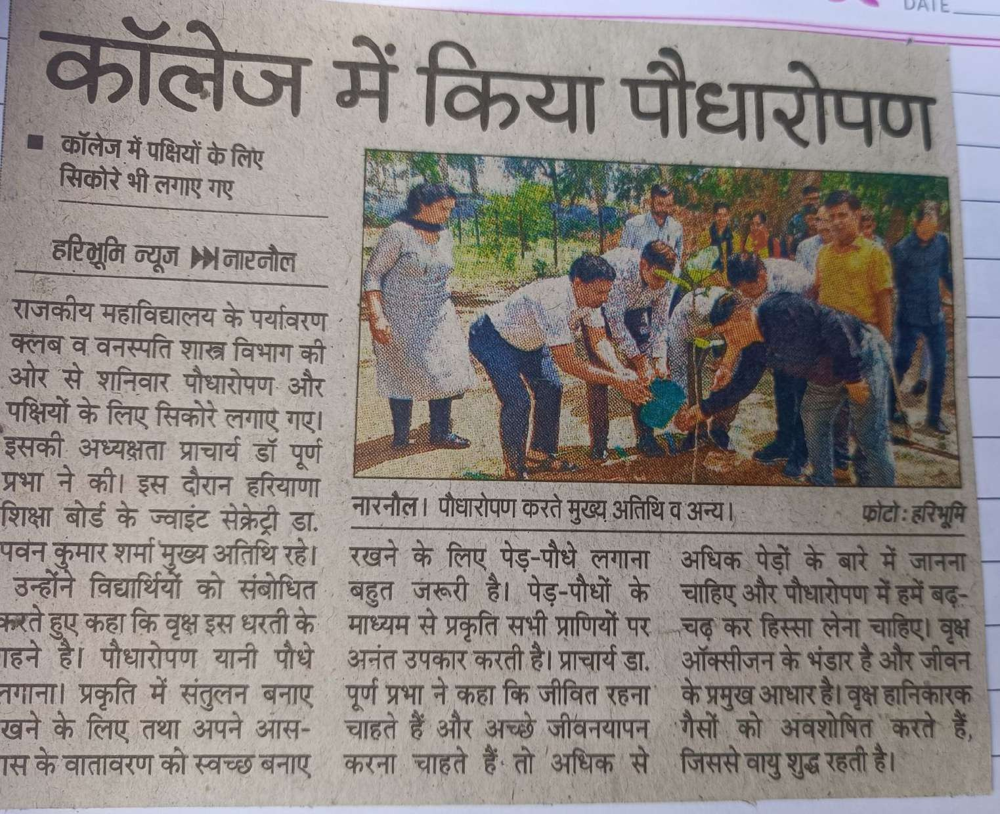 DATE
कॉलेज में किया पौधारोपण
कॉलेज में पक्षियों के लिए
सिकोरे भी लगाए गए
हरिभूमि न्यूज नारनौल
राजकीय महाविद्यालय के पर्यावरण
क्लब व वनस्पति शास्त्र विभाग की
ओर से शनिवार पौधारोपण और
पक्षियों के लिए सिकोरे लगाए गए।
इसकी अध्यक्षता प्राचार्य डॉ पूर्ण
प्रभा ने की। इस दौरान हरियाणा
शिक्षा बोर्ड के ज्वाइंट सेक्रेट्री डा.
पवन कुमार शर्मा मुख्य अतिथि रहे।
उन्होंने विद्यार्थियों को संबोधित
करते हुए कहा कि वृक्ष इस धरती के
गहने है। पौधारोपण यानी पौधे
लगाना। प्रकृति में संतुलन बनाए
खने के लिए तथा अपने आस-
ास के वातावरण को स्वच्छ बनाए
नारनौल। पौधारोपण करते मुख्य अतिथि व अन्य। फोटो : हरिभूमि
रखने के लिए पेड़-पौधे लगाना
बहुत जरूरी है। पेड़-पौधों के
माध्यम से प्रकृति सभी प्राणियों पर
अनंत उपकार करती है। प्राचार्य डा.
पूर्ण प्रभा ने कहा कि जीवित रहना
चाहते हैं और अच्छे जीवनयापन
करना चाहते हैं तो अधिक से
अधिक पेड़ों के बारे में जानना
चाहिए और पौधारोपण में हमें बढ़-
चढ़ कर हिस्सा लेना चाहिए। वृक्ष
ऑक्सीजन के भंडार है और जीवन
के प्रमुख आधार है। वृक्ष हानिकारक
गैसों को अवशोषित करते हैं,
जिससे वायु शुद्ध रहती है।